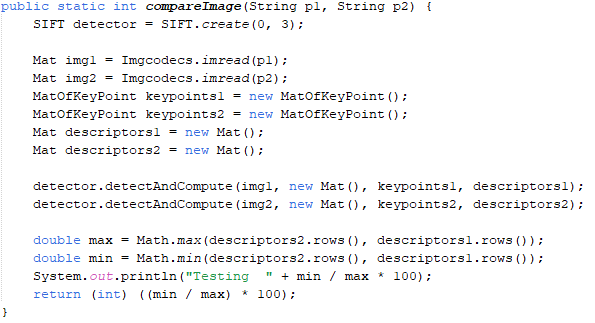 public static int compareImage(String p1, String p2) {
    SIFT detector = SIFT.create(0, 3);

    Mat img1 = Imgcodecs.imread(p1);
    Mat img2 = Imgcodecs.imread(p2);
    MatOfKeyPoint keypoints1 = new MatOfKeyPoint();
    MatOfKeyPoint keypoints2 = new MatOfKeyPoint();
    Mat descriptors1 = new Mat();
    Mat descriptors2 = new Mat();

    detector.detectAndCompute(img1, new Mat(), keypoints1, descriptors1);
    detector.detectAndCompute(img2, new Mat(), keypoints2, descriptors2);

    double max = Math.max(descriptors2.rows(), descriptors1.rows());
    double min = Math.min(descriptors2.rows(), descriptors1.rows());
    System.out.println("Testing  " + min / max * 100);
    return (int) ((min / max) * 100);
}